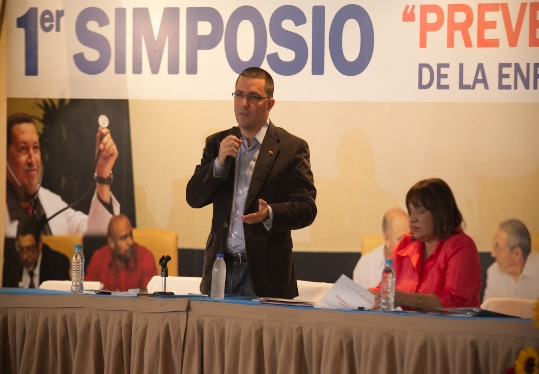 1er SIMPOSIO "PREVE
DE LA ENF